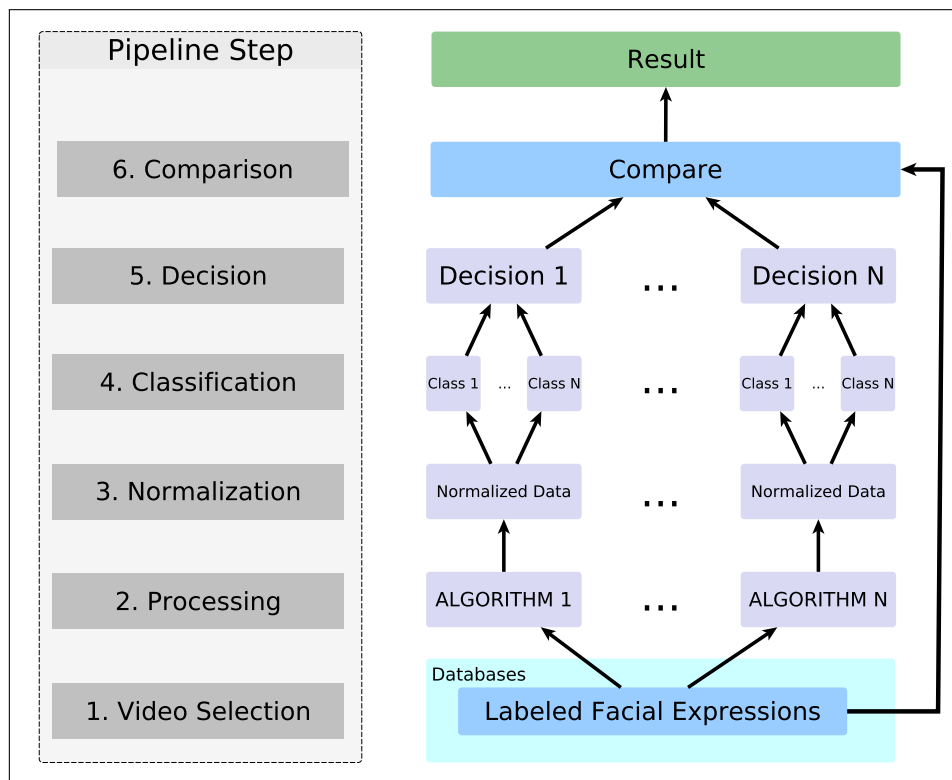 Pipeline Step
Result
6. Comparison
Compare
5. Decision
Decision 1
...
Decision N
4. Classification
Class 1
...
Class N
...
Class 1
...
Class N
3. Normalization
Normalized Data
...
Normalized Data
2. Processing
ALGORITHM 1
...
ALGORITHM N
Databases
1. Video Selection
Labeled Facial Expressions